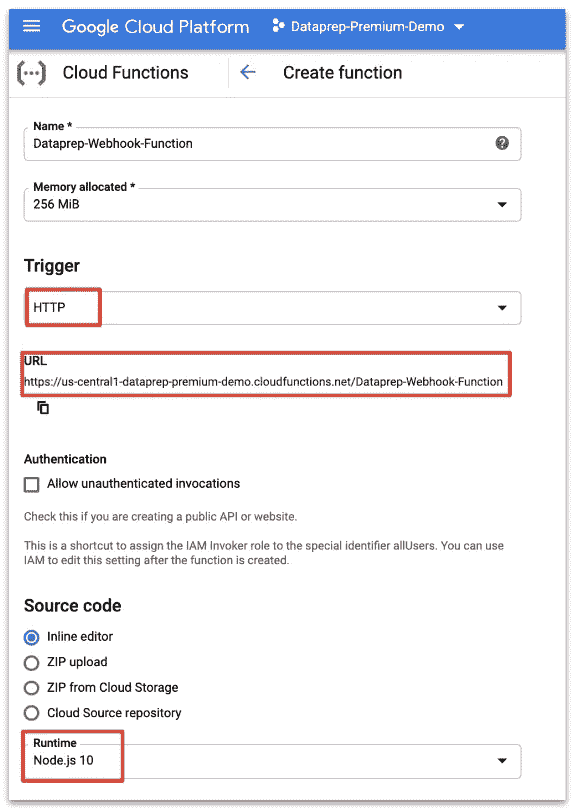 Google Cloud Platform Dataprep-Premium-Demo
Cloud Functions Create function
Name *
Dataprep-Webhook-Function
Memory allocated *
256 MiB
Trigger
HTTP
URL
https://us-central1-dataprep-premium-demo.cloudfunctions.net/Dataprep-Webhook-Function
Authentication
Allow unauthenticated invocations
Check this if you are creating a public API or website.
This is a shortcut to assign the IAM Invoker role to the special identifier allUsers. You can use
IAM to edit this setting after the function is created.
Source code
Inline editor
ZIP upload
ZIP from Cloud Storage
Cloud Source repository
Runtime
Node.js 10